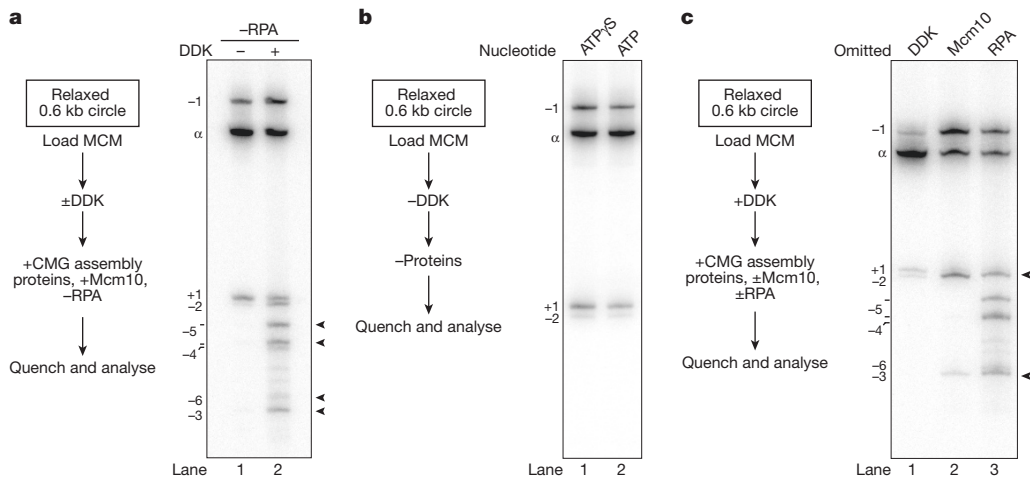 a
–RPA
DDK – +
Relaxed
0.6 kb circle
Load MCM
±DDK
+CMG assembly
proteins, +Mcm10,
–RPA
Quench and analyse
–1
α
+1
–2
–5
–4
–6
–3
Lane 1 2
b
Nucleotide ATPγS ATP
Relaxed
0.6 kb circle
Load MCM
–DDK
–Proteins
Quench and analyse
–1
α
+1
–2
Lane 1 2
c
Omitted DDK Mcm10 RPA
Relaxed
0.6 kb circle
Load MCM
+DDK
+CMG assembly
proteins, ±Mcm10,
±RPA
Quench and analyse
–1
α
+1
–2
–5
–4
–6
–3
Lane 1 2 3